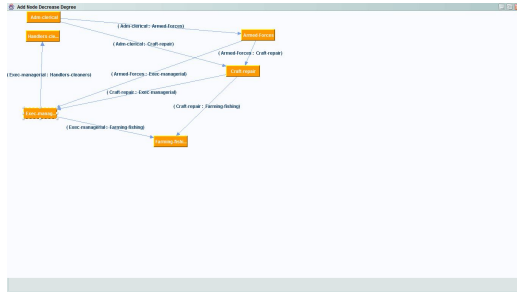 Add Node Decrease Degree
Adm-clerical
( Adm-clerical :: Armed-Forces)
Handlers-cle...
Armed-Forces
( Adm-clerical :: Craft-repair)
( Armed-Forces :: Craft-repair)
( Exec-managerial :: Handlers-cleaners)
( Armed-Forces :: Exec-managerial)
Craft-repair
( Craft-repair :: Exec-managerial)
( Craft-repair :: Farming-fishing)
Exec-manag...
( Exec-managerial :: Farming-fishing)
Farming-fishi...